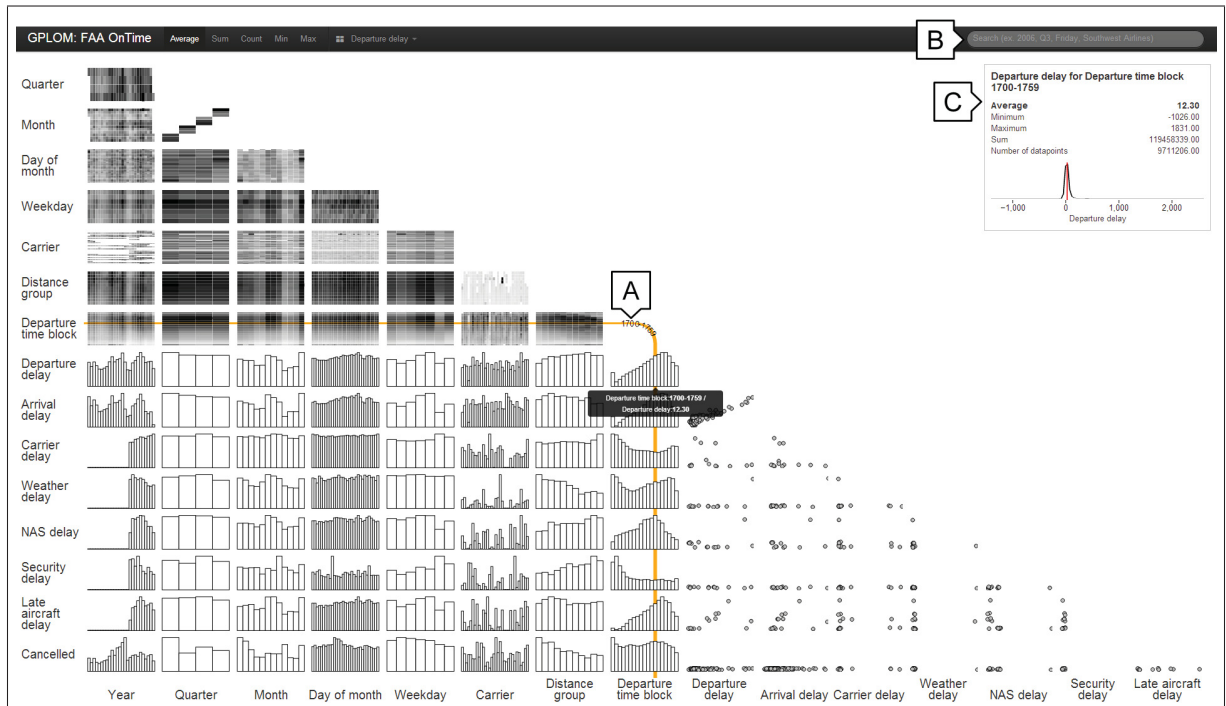 GPLOM: FAA OnTime Average Sum Count Min Max Departure delay
B
Search (ex. 2006, Q3, Friday, Southwest Airlines)
C
Departure delay for Departure time block
1700-1759
Average 12.30
Minimum -1026.00
Maximum 1831.00
Sum 119458339.00
Number of datapoints 9711206.00
−1,000 0 1,000 2,000
Departure delay
Quarter
Month
Day of
month
Weekday
Carrier
Distance
group
A
1700-1759
Departure
time block
Departure
delay
Departure time block:1700-1759 /
Departure delay:12.30
Arrival
delay
Carrier
delay
Weather
delay
NAS delay
Security
delay
Late
aircraft
delay
Cancelled
Year
Quarter
Month
Day of month
Weekday
Carrier
Distance
group
Departure
time block
Departure
delay
Arrival delay
Carrier delay
Weather
delay
NAS delay
Security
delay
Late aircraft
delay